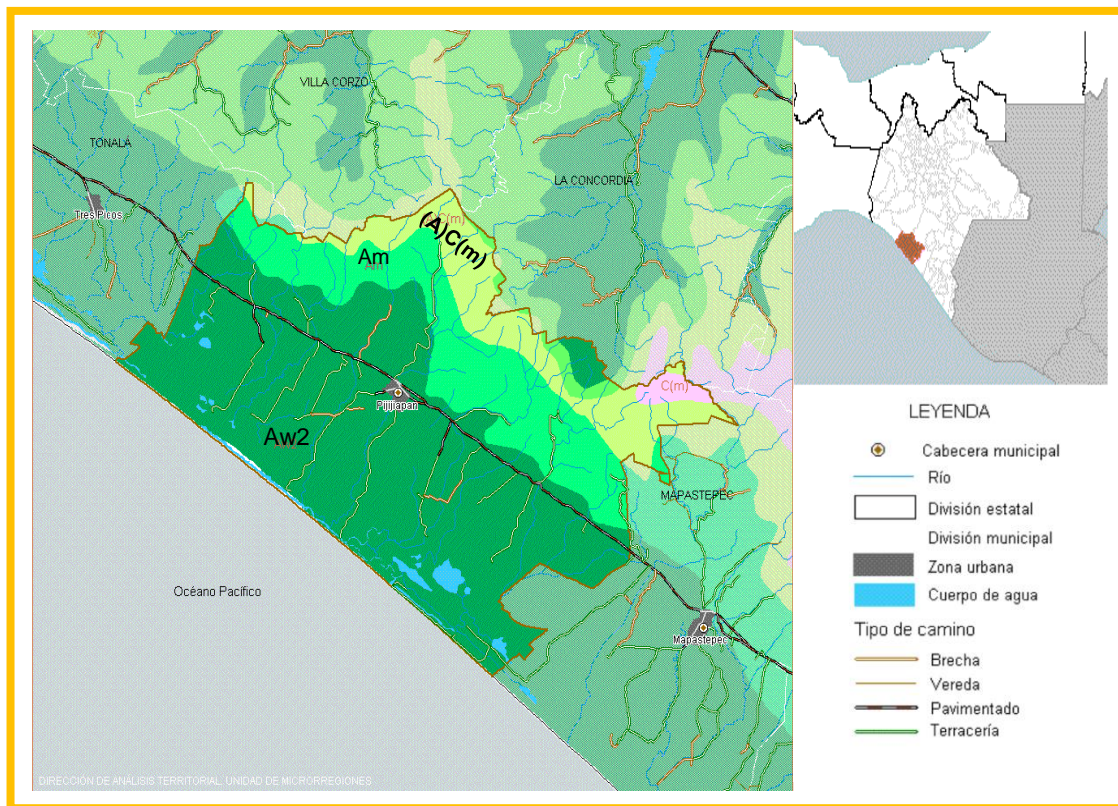 VILLA CORZO
TONALÁ
LA CONCORDIA
Tres Picos
(A)C(m)
Am
Am
C(m)
Pijijiapan
Aw2
MAPASTEPEC
Océano Pacífico
Mapastepec
DIRECCIÓN DE ANÁLISIS TERRITORIAL, UNIDAD DE MICRORREGIONES
LEYENDA
Cabecera municipal
Río
División estatal
División municipal
Zona urbana
Cuerpo de agua
Tipo de camino
Brecha
Vereda
Pavimentado
Terracería